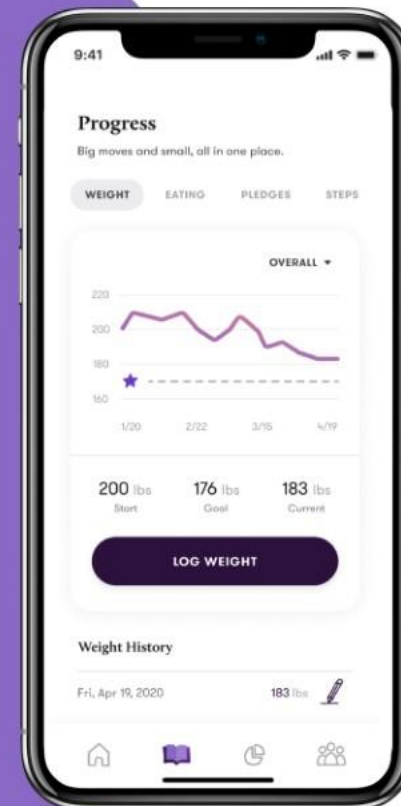 9:41
Progress
Big moves and small, all in one place.
WEIGHT EATING PLEDGES STEPS
OVERALL
220
200
180
160
1/20 2/22 3/15 4/19
200 lbs 176 lbs 183 lbs
Start Goal Current
LOG WEIGHT
Weight History
Fri, Apr 19, 2020 183 lbs